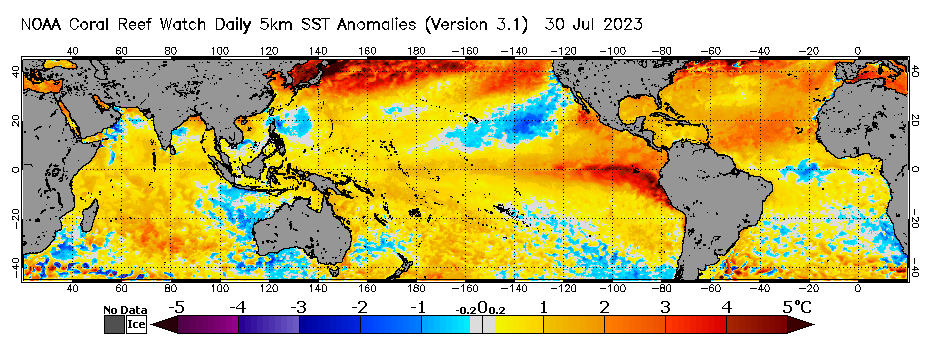 NOAA Coral Reef Watch Daily 5km SST Anomalies (Version 3.1) 30 Jul 2023
40 60 80 100 120 140 160 180 −160 −140 −120 −100 −80 −60 −40 −20 0
40 40
20 20
0 0
−20 −20
−40 −40
40 60 80 100 120 140 160 180 −160 −140 −120 −100 −80 −60 −40 −20 0
No Data -5 -4 -3 -2 -1 -0.2 0 0.2 1 2 3 4 5°C
Ice